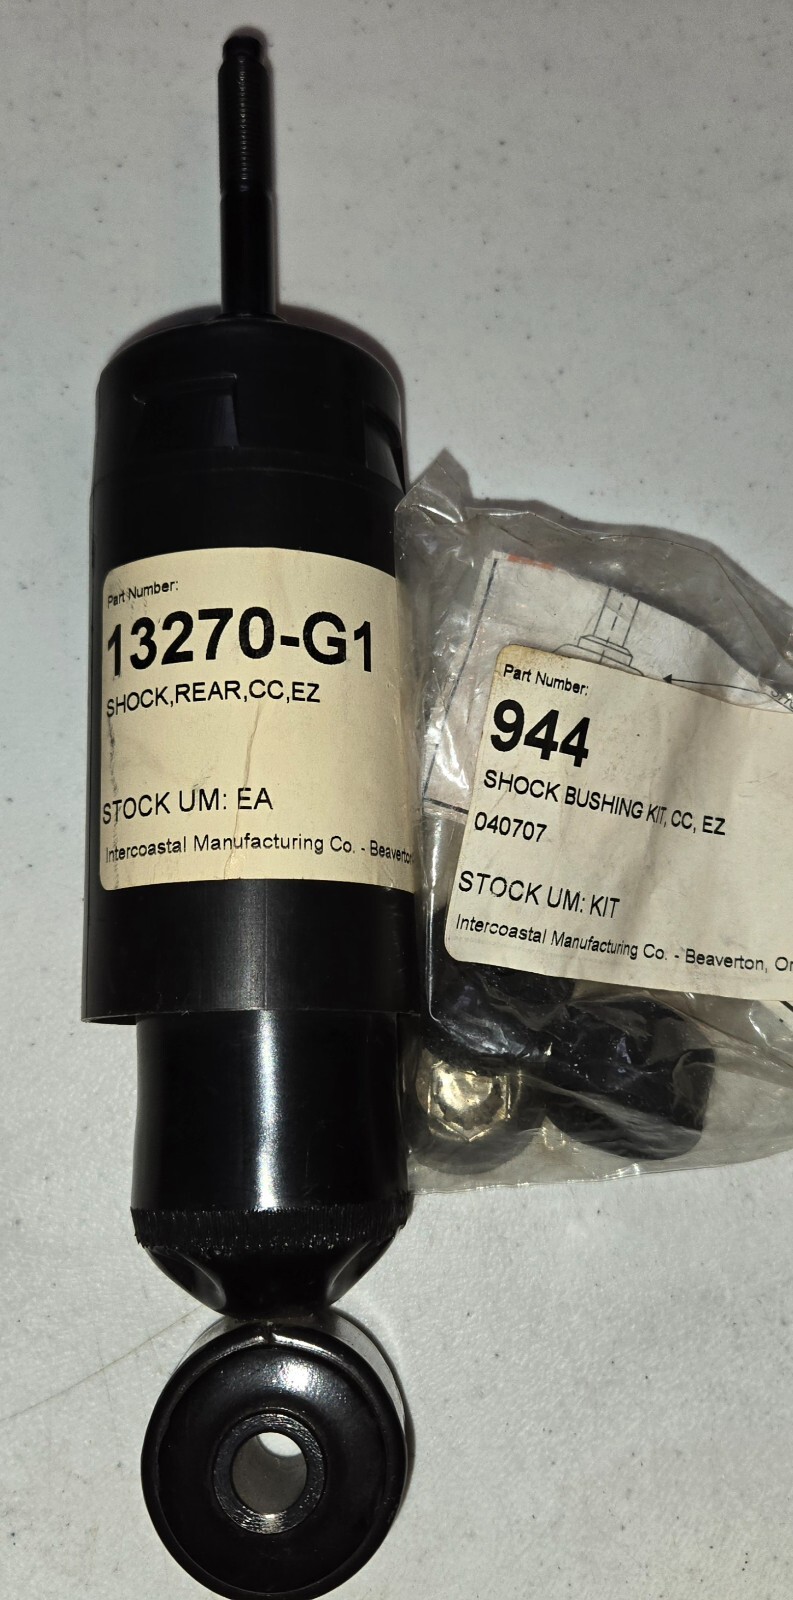 Part Number:
13270-G1
SHOCK,REAR,CC,EZ
STOCK UM: EA
Intercoastal Manufacturing Co. - Beaverto
Part Number:
944
SHOCK BUSHING KIT, CC, EZ
040707
STOCK UM: KIT
Intercoastal Manufacturing Co. - Beaverton, Or